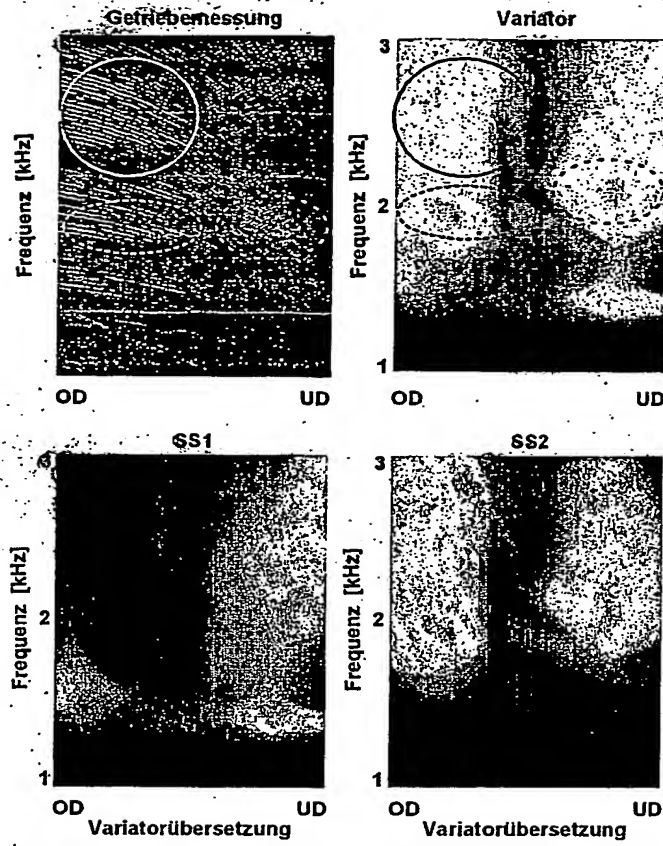 Getriebemessung
Frequenz [kHz]
OD
UD
Variator
Frequenz [kHz]
3
2
1
OD
UD
SS1
Frequenz [kHz]
3
2
1
OD
UD
Variatorübersetzung
SS2
Frequenz [kHz]
3
2
1
OD
UD
Variatorübersetzung